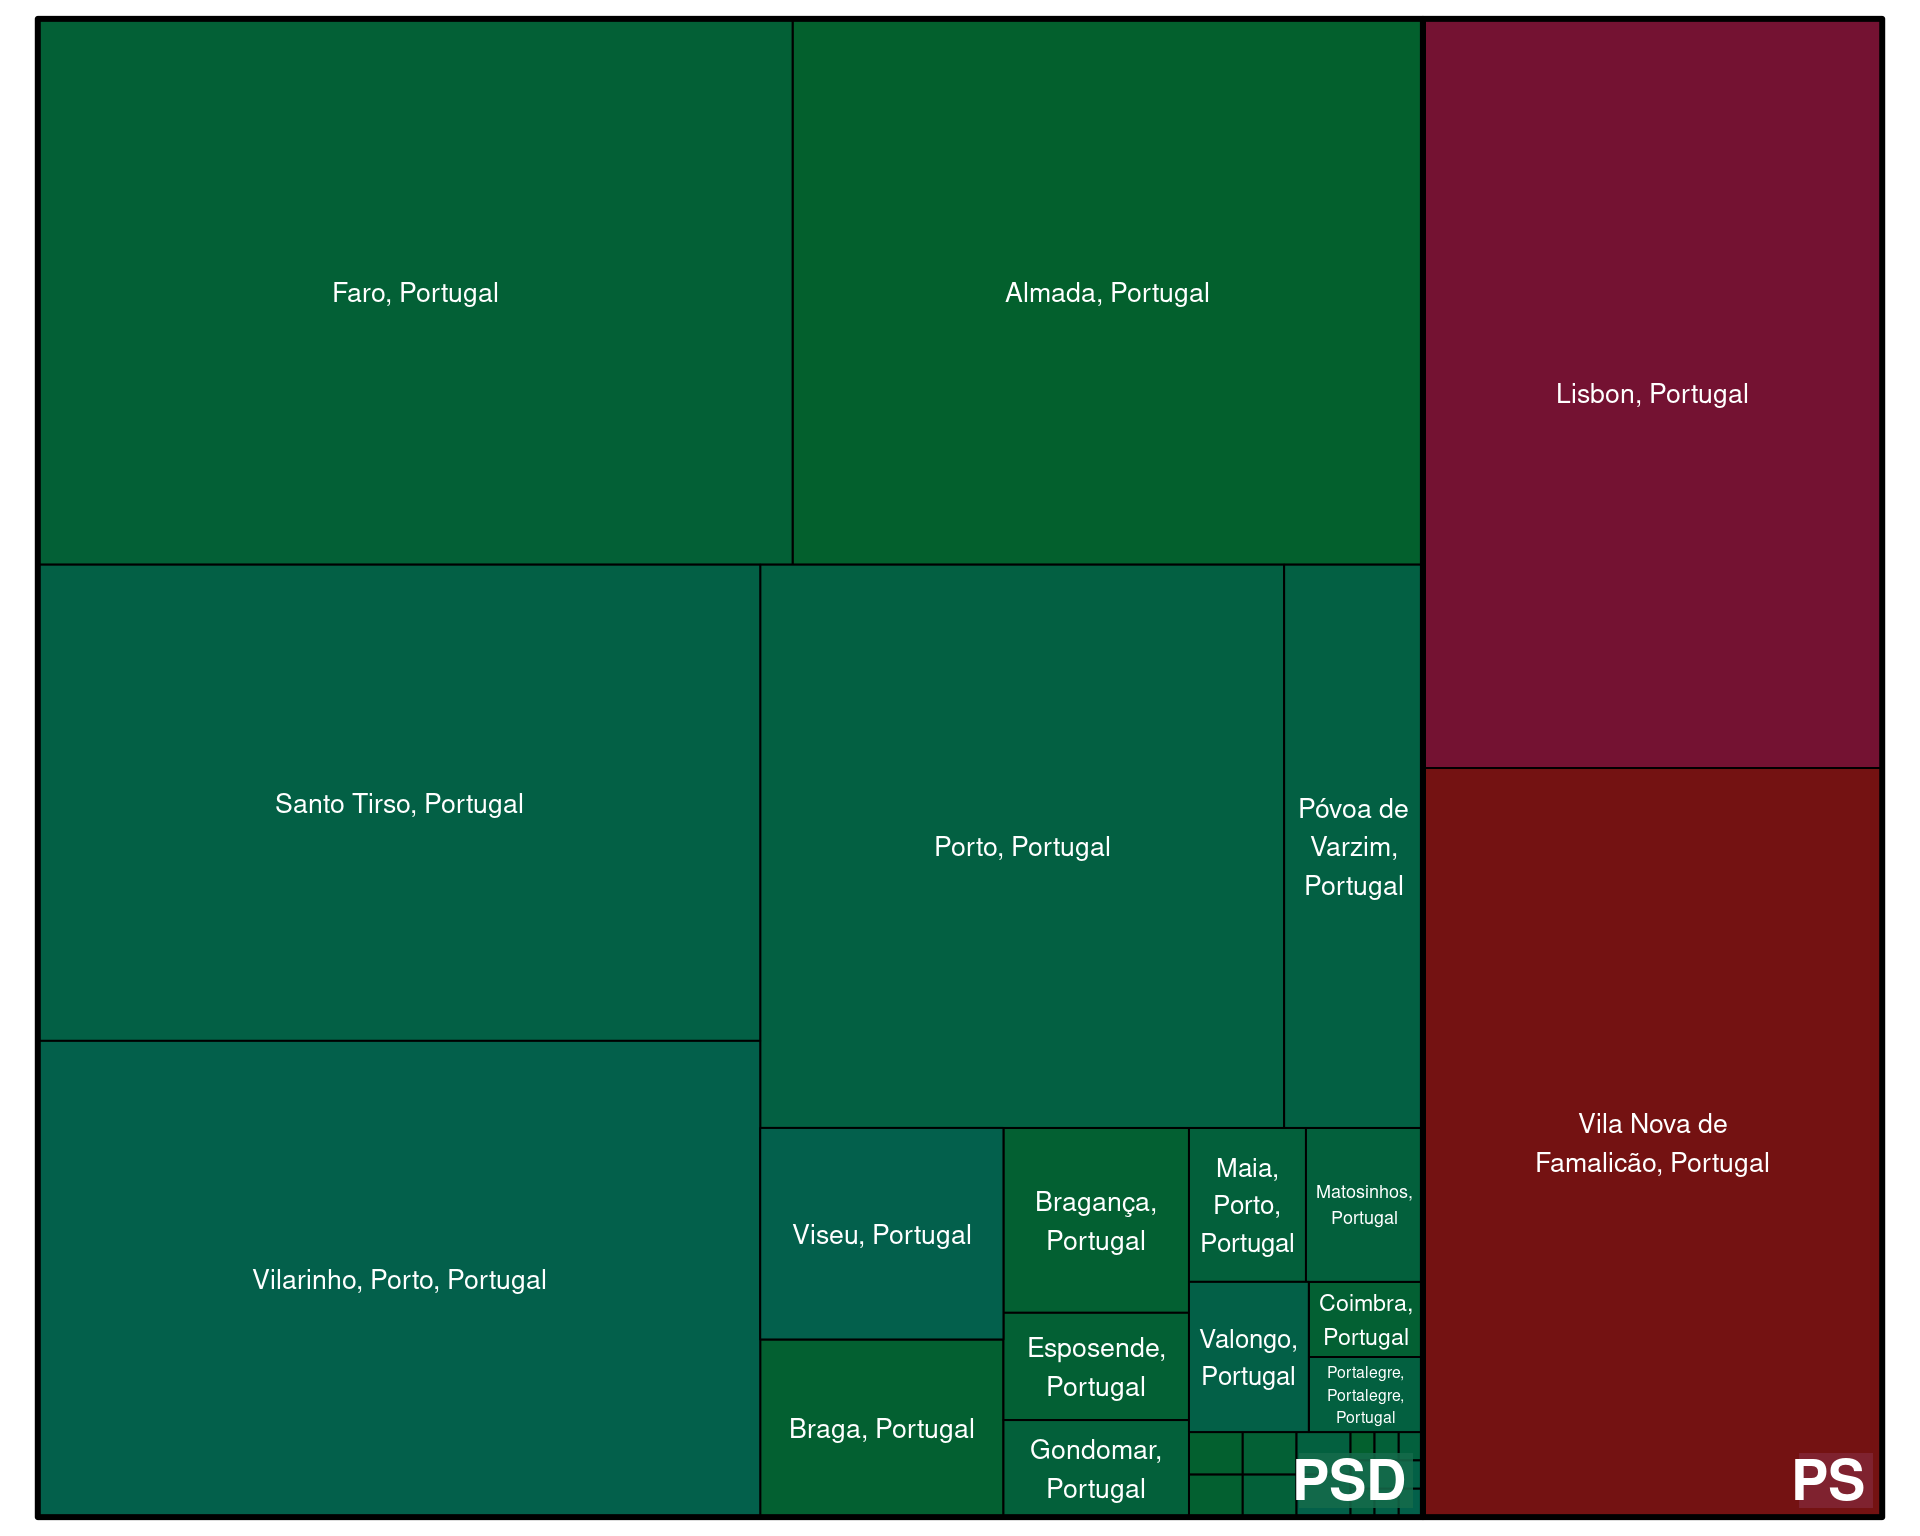 Faro, Portugal
Almada, Portugal
Lisbon, Portugal
Santo Tirso, Portugal
Porto, Portugal
Póvoa de
Varzim,
Portugal
Vila Nova de
Famalicão, Portugal
Vilarinho, Porto, Portugal
Viseu, Portugal
Bragança,
Portugal
Maia,
Porto,
Portugal
Matosinhos,
Portugal
Braga, Portugal
Esposende,
Portugal
Gondomar,
Portugal
Valongo,
Portugal
Coimbra,
Portugal
Portalegre,
Portalegre,
Portugal
PSD
PS